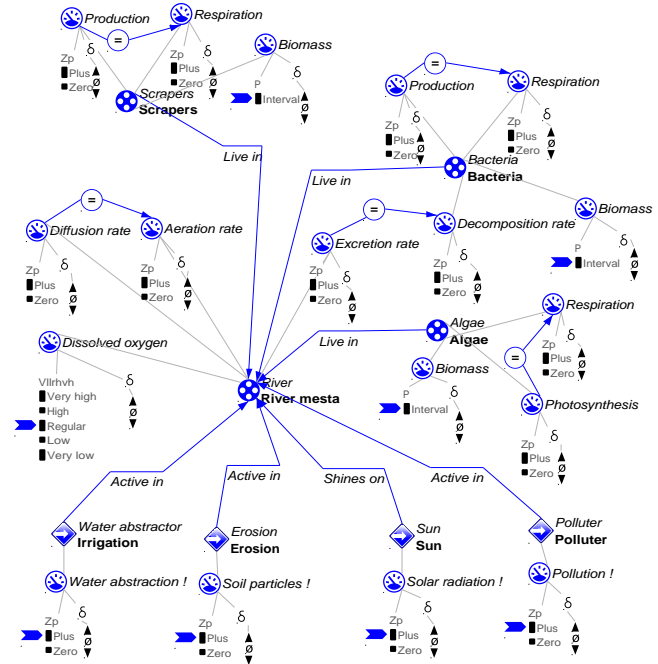 Production
=
Respiration
Zp
Plus
Zero
δ
Ø
Zp
Plus
Zero
δ
Ø
Biomass
P
Interval
δ
Ø
Scrapers
Scrapers
Live in
=
Production
Respiration
Zp
Plus
Zero
δ
Ø
Zp
Plus
Zero
δ
Ø
Bacteria
Bacteria
Live in
Biomass
P
Interval
δ
Ø
=
Diffusion rate
Aeration rate
Zp
Plus
Zero
δ
Ø
Zp
Plus
Zero
δ
Ø
=
Excretion rate
Decomposition rate
Zp
Plus
Zero
δ
Ø
Zp
Plus
Zero
δ
Ø
Dissolved oxygen
Vllrhvh
Very high
High
Regular
Low
Very low
δ
Ø
Algae
Algae
Live in
Biomass
P
Interval
δ
Ø
Respiration
Zp
Plus
Zero
δ
Ø
=
Photosynthesis
Zp
Plus
Zero
δ
Ø
River
River mesta
Active in
Active in
Shines on
Active in
Water abstractor
Irrigation
Erosion
Erosion
Sun
Sun
Polluter
Polluter
Water abstraction !
Zp
Plus
Zero
δ
Ø
Soil particles !
Zp
Plus
Zero
δ
Ø
Solar radiation !
Zp
Plus
Zero
δ
Ø
Pollution !
Zp
Plus
Zero
δ
Ø